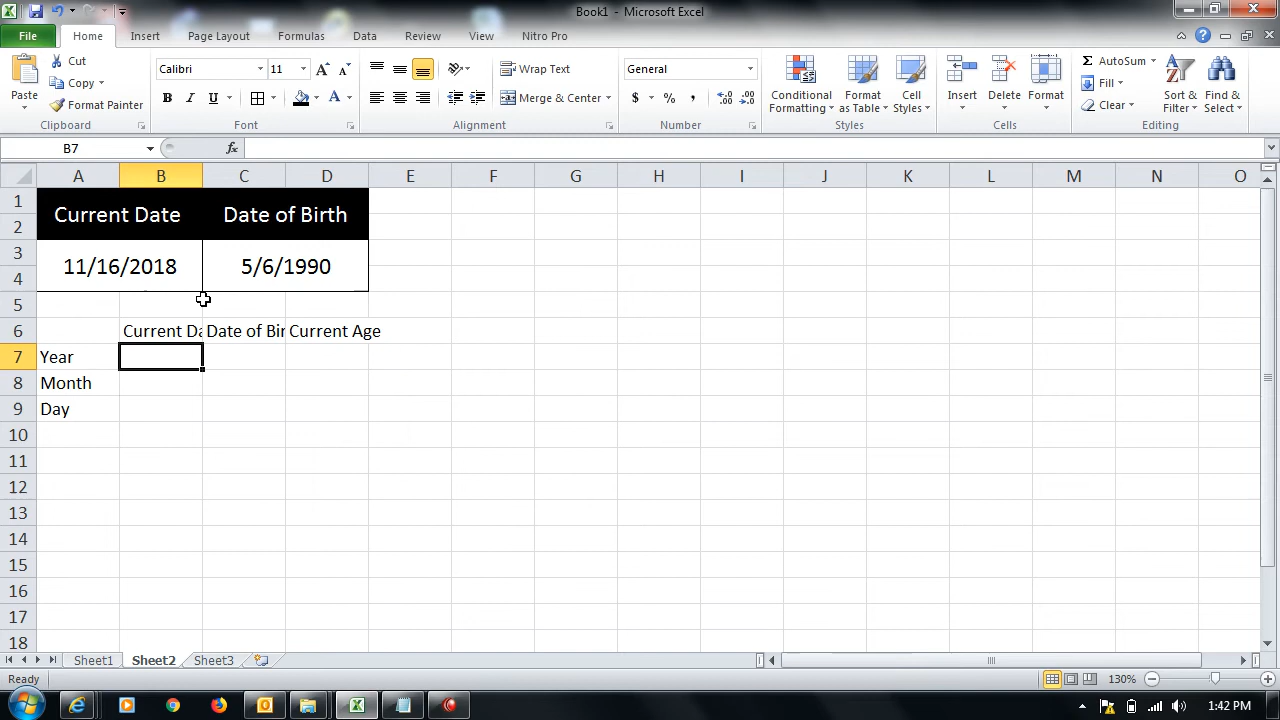 Book1 - Microsoft Excel
File Home Insert Page Layout Formulas Data Review View Nitro Pro
Paste
Cut
Copy
Format Painter
Clipboard
Calibri 11
B I U
Font
Wrap Text
Merge & Center
Alignment
General
$ % ,
Number
Conditional Formatting
Format as Table
Cell Styles
Styles
Insert
Delete
Format
Cells
Σ AutoSum
Fill
Clear
Sort & Filter
Find & Select
Editing
B7 fx
A B C D E F G H I J K L M N O
1 Current Date Date of Birth
2
3 11/16/2018 5/6/1990
4
5
6 Current Da Date of Bir Current Age
7 Year
8 Month
9 Day
10
11
12
13
14
15
16
17
18
Sheet1 Sheet2 Sheet3
Ready 130%
1:42 PM